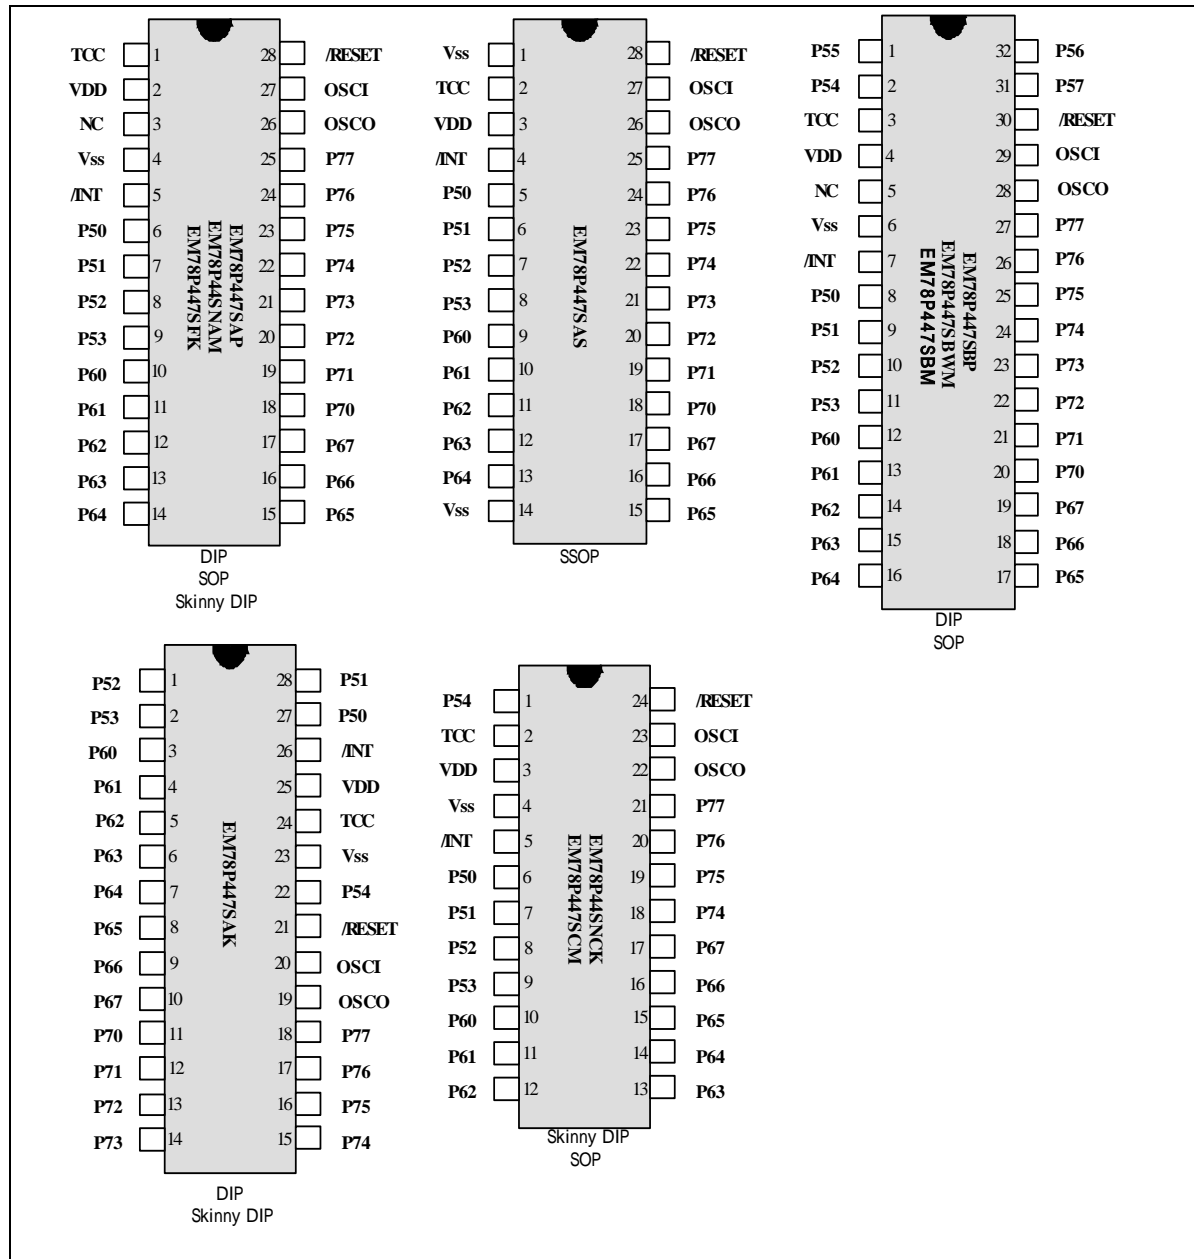 TCC 1 28 /RESET
VDD 2 27 OSCI
NC 3 26 OSCO
Vss 4 25 P77
/INT 5 24 P76
P50 6 23 P75
P51 7 22 P74
P52 8 21 P73
P53 9 20 P72
P60 10 19 P71
P61 11 18 P70
P62 12 17 P67
P63 13 16 P66
P64 14 15 P65
EM78P447SAP
EM78P44SNAM
EM78P447SFK
DIP
SOP
Skinny DIP
Vss 1 28 /RESET
TCC 2 27 OSCI
VDD 3 26 OSCO
/INT 4 25 P77
P50 5 24 P76
P51 6 23 P75
P52 7 22 P74
P53 8 21 P73
P60 9 20 P72
P61 10 19 P71
P62 11 18 P70
P63 12 17 P67
P64 13 16 P66
Vss 14 15 P65
EM78P447SAS
SSOP
P55 1 32 P56
P54 2 31 P57
TCC 3 30 /RESET
VDD 4 29 OSCI
NC 5 28 OSCO
Vss 6 27 P77
/INT 7 26 P76
P50 8 25 P75
P51 9 24 P74
P52 10 23 P73
P53 11 22 P72
P60 12 21 P71
P61 13 20 P70
P62 14 19 P67
P63 15 18 P66
P64 16 17 P65
EM78P447SBP
EM78P447SBWM
EM78P447SBM
DIP
SOP
P52 1 28 P51
P53 2 27 P50
P60 3 26 /INT
P61 4 25 VDD
P62 5 24 TCC
P63 6 23 Vss
P64 7 22 P54
P65 8 21 /RESET
P66 9 20 OSCI
P67 10 19 OSCO
P70 11 18 P77
P71 12 17 P76
P72 13 16 P75
P73 14 15 P74
EM78P447SAK
DIP
Skinny DIP
P54 1 24 /RESET
TCC 2 23 OSCI
VDD 3 22 OSCO
Vss 4 21 P77
/INT 5 20 P76
P50 6 19 P75
P51 7 18 P74
P52 8 17 P67
P53 9 16 P66
P60 10 15 P65
P61 11 14 P64
P62 12 13 P63
EM78P44SNCK
EM78P447SCM
Skinny DIP
SOP